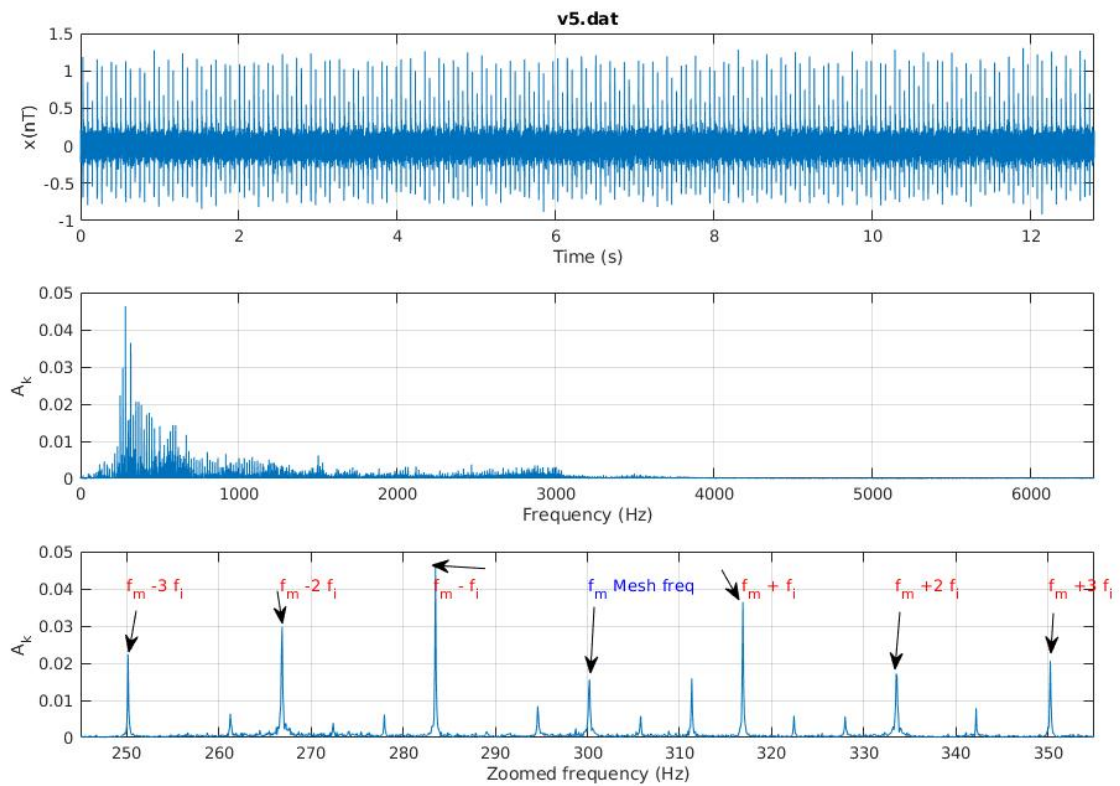 v5.dat
1.5
1
0.5
0
-0.5
-1
x(nT)
0 2 4 6 8 10 12
Time (s)
0.05
0.04
0.03
0.02
0.01
0
A_k
0 1000 2000 3000 4000 5000 6000
Frequency (Hz)
0.05
0.04
0.03
0.02
0.01
0
A_k
f_m -3 f_i f_m -2 f_i f_m - f_i f_m Mesh freq f_m + f_i f_m +2 f_i f_m +3 f_i
250 260 270 280 290 300 310 320 330 340 350
Zoomed frequency (Hz)